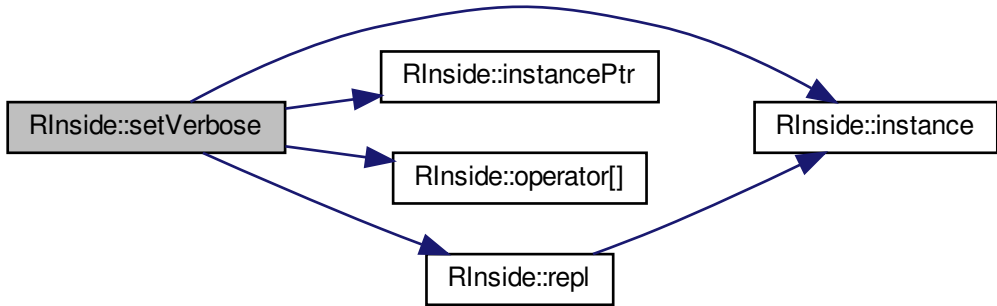 RInside::setVerbose
RInside::instancePtr
RInside::operator[]
RInside::repl
RInside::instance